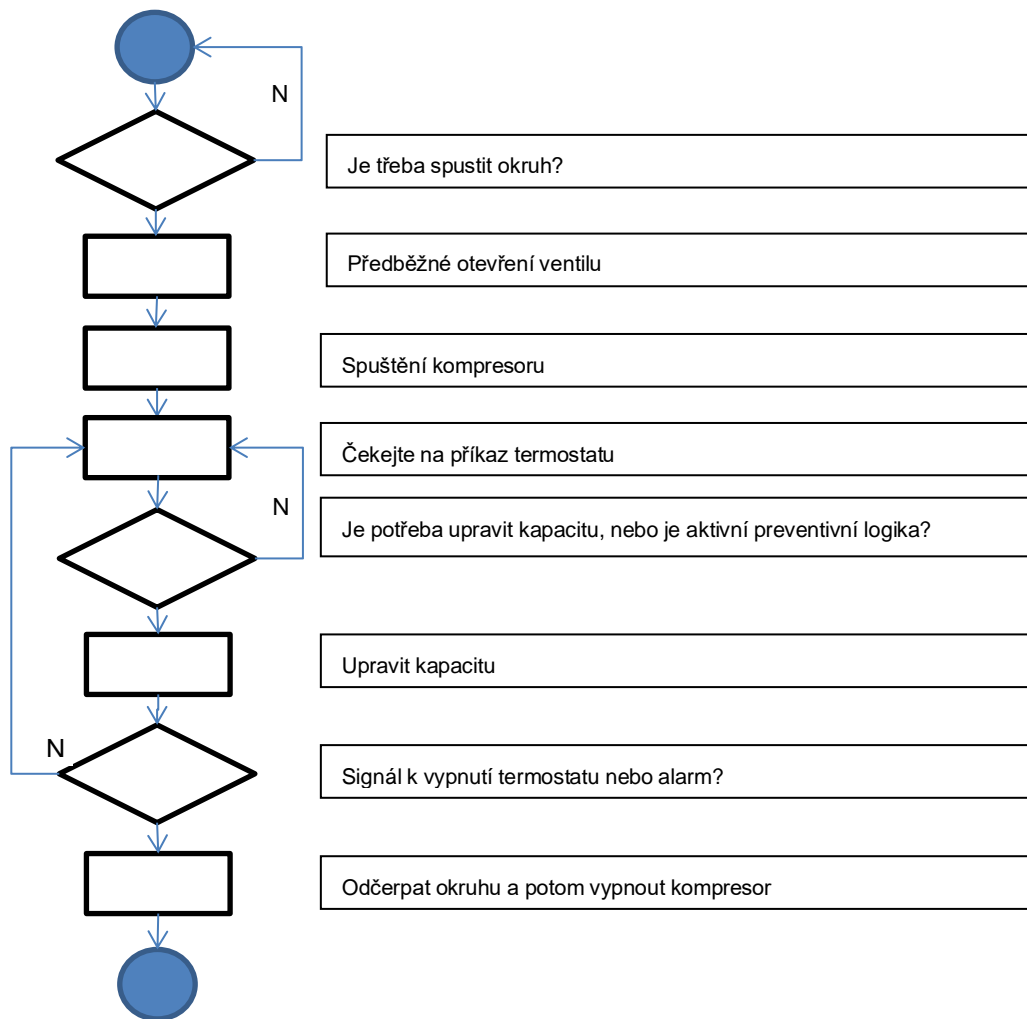 N
Je třeba spustit okruh?
Předběžné otevření ventilu
Spuštění kompresoru
Čekejte na příkaz termostatu
N
Je potřeba upravit kapacitu, nebo je aktivní preventivní logika?
Upravit kapacitu
N
Signál k vypnutí termostatu nebo alarm?
Odčerpat okruhu a potom vypnout kompresor